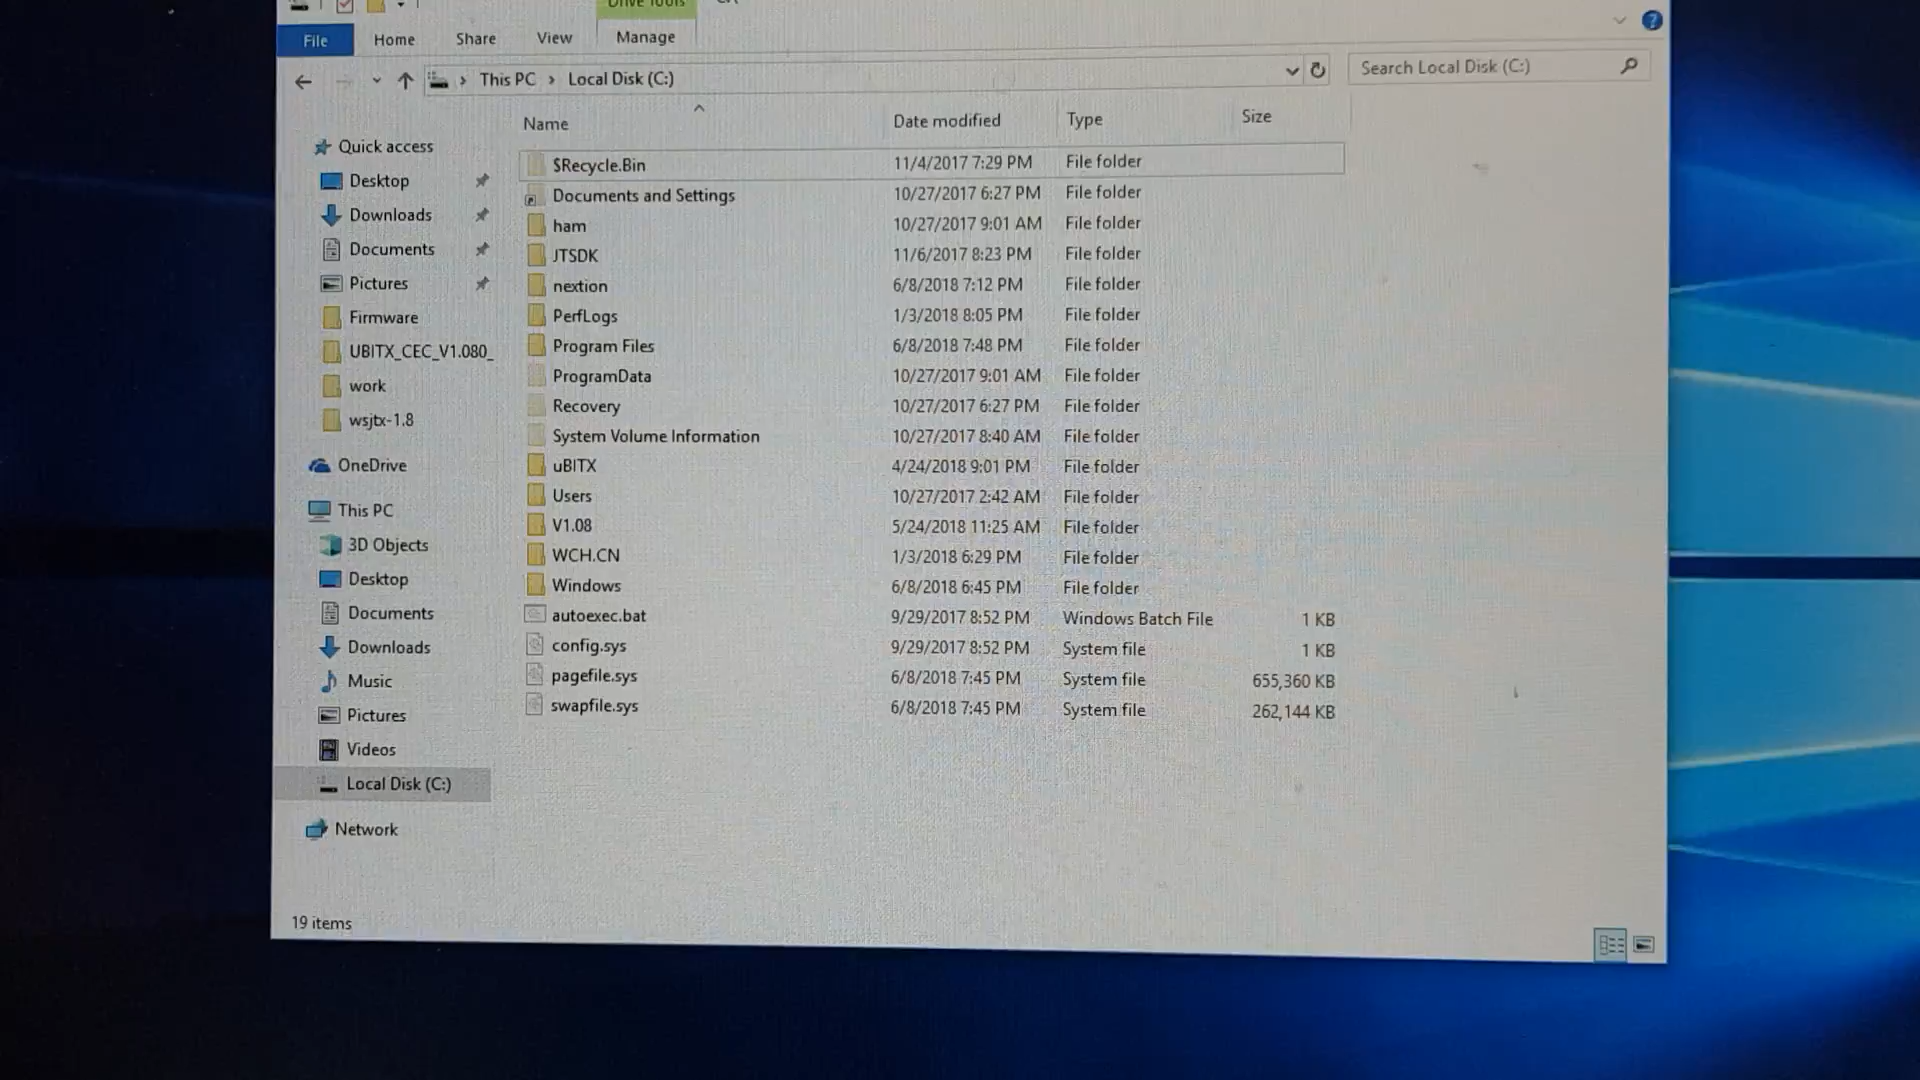 Drive Tools
File Home Share View Manage
This PC > Local Disk (C:) Search Local Disk (C:)
Name Date modified Type Size
Quick access
Desktop
Downloads
Documents
Pictures
Firmware
UBITX_CEC_V1.080_
work
wsjtx-1.8
OneDrive
This PC
3D Objects
Desktop
Documents
Downloads
Music
Pictures
Videos
Local Disk (C:)
Network
$Recycle.Bin 11/4/2017 7:29 PM File folder
Documents and Settings 10/27/2017 6:27 PM File folder
ham 10/27/2017 9:01 AM File folder
JTSDK 11/6/2017 8:23 PM File folder
nextion 6/8/2018 7:12 PM File folder
PerfLogs 1/3/2018 8:05 PM File folder
Program Files 6/8/2018 7:48 PM File folder
ProgramData 10/27/2017 9:01 AM File folder
Recovery 10/27/2017 6:27 PM File folder
System Volume Information 10/27/2017 8:40 AM File folder
uBITX 4/24/2018 9:01 PM File folder
Users 10/27/2017 2:42 AM File folder
V1.08 5/24/2018 11:25 AM File folder
WCH.CN 1/3/2018 6:29 PM File folder
Windows 6/8/2018 6:45 PM File folder
autoexec.bat 9/29/2017 8:52 PM Windows Batch File 1 KB
config.sys 9/29/2017 8:52 PM System file 1 KB
pagefile.sys 6/8/2018 7:45 PM System file 655,360 KB
swapfile.sys 6/8/2018 7:45 PM System file 262,144 KB
19 items